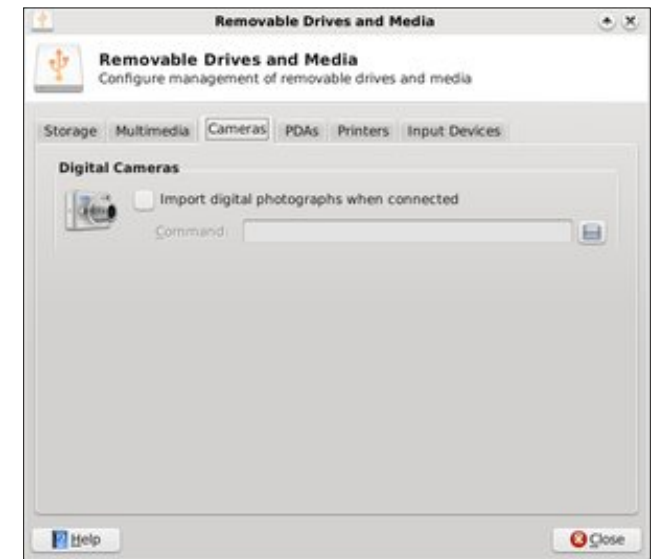 Removable Drives and Media
Removable Drives and Media
Configure management of removable drives and media
Storage Multimedia Cameras PDAs Printers Input Devices
Digital Cameras
Import digital photographs when connected
Command:
Help Close